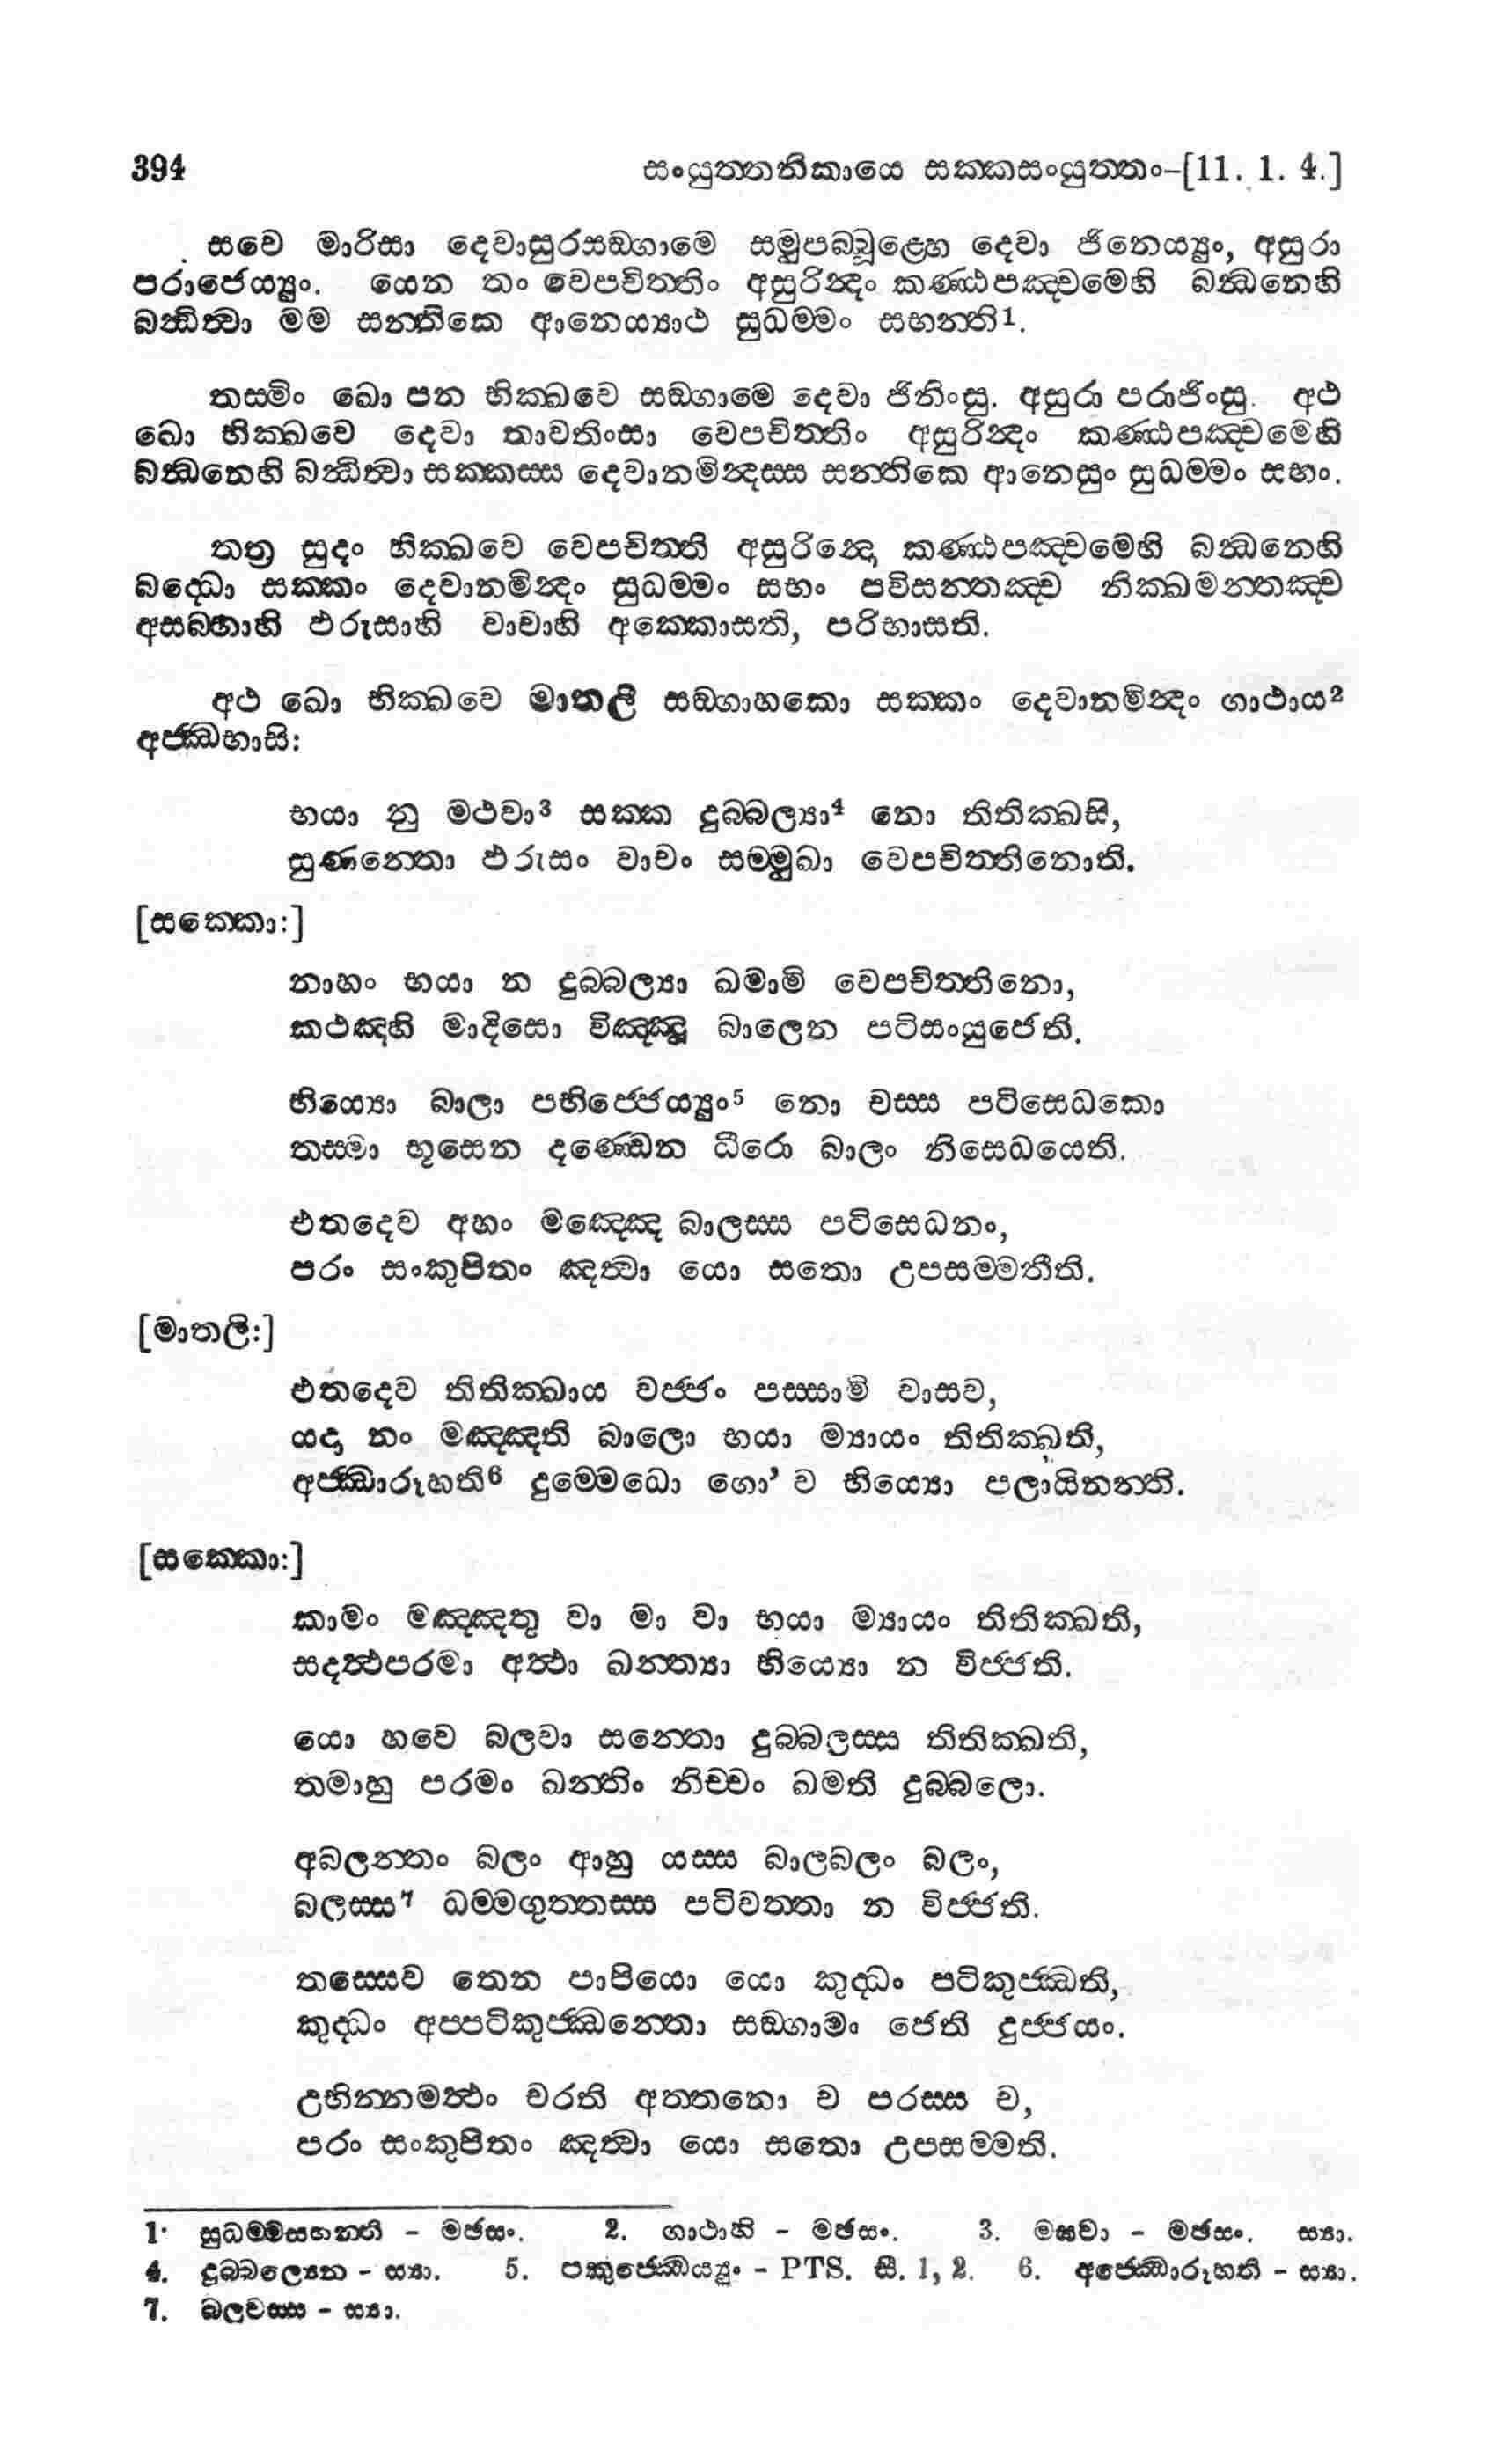 394 සංයුත්තනිකායෙ සක්කසංයුත්තං–[11. 1. 4.]
සචෙ මාරිසා දෙවාසුරසඞ්ගාමෙ සමුපබ්බූළ්හෙ දෙවා ජිනෙය්‍යුං, අසුරා
පරාජෙය්‍යුං. යෙන නං වෙපචිත්තිං අසුරින්‍දං කණ්ඨපඤ්චමෙහි බන්‍ධනෙහි
බන්‍ධිත්‍වා මම සන්තිකෙ ආනෙය්‍යාථ සුධම්මං සභන්ති1.
තස්මිං ඛො පන භික්ඛවෙ සඞ්ගාමෙ දෙවා ජිනිංසු. අසුරා පරාජිංසු. අථ
ඛො භික්ඛවෙ දෙවා තාවතිංසා වෙපචිත්තිං අසුරින්‍දං කණ්ඨපඤ්චමෙහි
බන්‍ධනෙහි බන්‍ධිත්‍වා සක්කස්ස දෙවානමින්‍දස්ස සන්තිකෙ ආනෙසුං සුධම්මං සභං.
තත්‍ර සුදං භික්ඛවෙ වෙපචිත්ති අසුරින්‍දො කණ්ඨපඤ්චමෙහි බන්‍ධනෙහි
බද්ධො සක්කං දෙවානමින්‍දං සුධම්මං සභං පවිසන්තඤ්ච නික්ඛමන්තඤ්ච
අසබ්භාහි ඵරුසාහි වාචාහි අක්කොසති, පරිභාසති.
අථ ඛො භික්ඛවෙ මාතලි සඞ්ගාහකො සක්කං දෙවානමින්‍දං ගාථාය2
අජ්ඣභාසි:
භයා නු මථවා3 සක්ක දුබ්බල්‍යා4 නො තිතික්ඛසි,
සුණන්තො ඵරුසං වාචං සම්මුඛා වෙපචිත්තිනොති.
[සක්කො:]
නාහං භයා න දුබ්බල්‍යා ඛමාමි වෙපචිත්තිනො,
කථඤ්හි මාදිසො විඤ්ඤූ බාලෙන පටිසංයුජෙති.
භිය්‍යො බාලා පභිජ්ජෙය්‍යුං5 නො චස්ස පටිසෙධකො
තස්මා භූසෙන දණ්ඩෙන ධීරො බාලං නිසෙධයෙති.
එතදෙව අහං මඤ්ඤෙ බාලස්ස පටිසෙධනං,
පරං සංකුපිතං ඤත්‍වා යො සතො උපසම්මතීති.
[මාතලි:]
එතදෙව තිතික්ඛාය වජ්ජං පස්සාමි වාසව,
යදා නං මඤ්ඤති බාලො භයා ම්‍යායං තිතික්ඛති,
අජ්ඣාරූහති6 දුම්මෙධො ගො’ ව භිය්‍යො පලායිනන්ති.
[සක්කො:]
කාමං මඤ්ඤතු වා මා වා භයා ම්‍යායං තිතික්ඛති,
සදත්‍ථපරමා අත්‍ථා ඛන්ත්‍යා භිය්‍යො න විජ්ජති.
යො හවෙ බලවා සන්තො දුබ්බලස්ස තිතික්ඛති,
තමාහු පරමං ඛන්තිං නිච්චං ඛමති දුබ්බලො.
අබලන්තං බලං ආහු යස්ස බාලබලං බලං,
බලස්ස7 ධම්මගුත්තස්ස පටිවත්තා න විජ්ජති.
තස්සෙව තෙන පාපියො යො කුද්ධං පටිකුජ්ඣති,
කුද්ධං අප්පටිකුජ්ඣන්තො සඞ්ගාමං ජෙති දුජ්ජයං.
උභින්නමත්‍ථං චරති අත්තනො ච පරස්ස ච,
පරං සංකුපිතං ඤත්‍වා යො සතො උපසම්මති.
1. සුධම්මසභන්ති - මජසං. 2. ගාථාහි - මජසං. 3. මඝවා - මජසං. ස්‍යා.
4. දුබ්බල්‍යෙන - ස්‍යා. 5. පකුජ්ඣෙය්‍යුං - PTS. සී. 1, 2. 6. අජ්ඣොරූහති - ස්‍යා.
7. බලවස්ස - ස්‍යා.